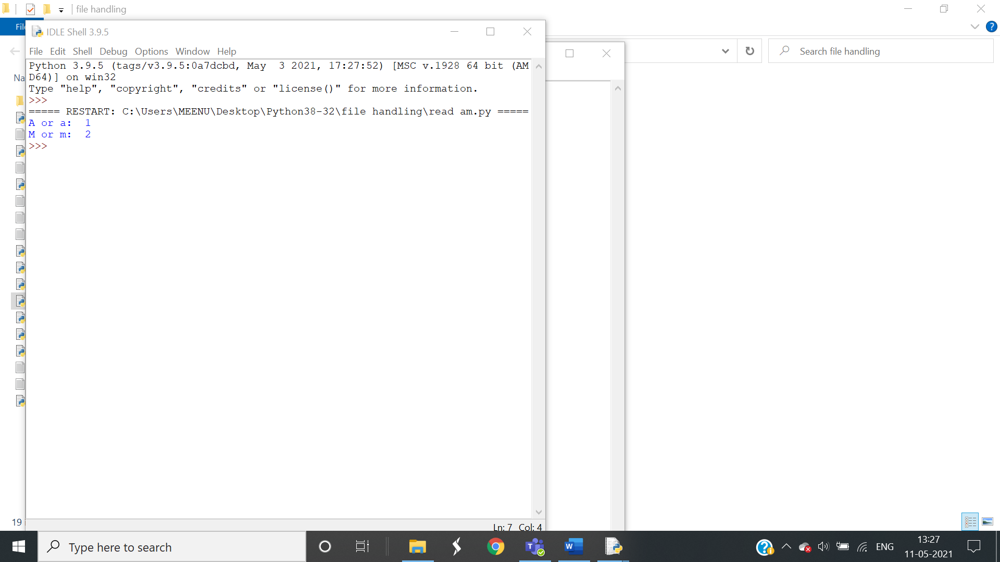 file handling
Fil
IDLE Shell 3.9.5
File Edit Shell Debug Options Window Help
Search file handling
Python 3.9.5 (tags/v3.9.5:0a7dcbd, May  3 2021, 17:27:52) [MSC v.1928 64 bit (AM
D64)] on win32
Type "help", "copyright", "credits" or "license()" for more information.
>>>
===== RESTART: C:\Users\MEENU\Desktop\Python38-32\file handling\read am.py =====
A or a:  1
M or m:  2
>>>
Na
19
Ln: 7 Col: 4
Type here to search
ENG
13:27
11-05-2021